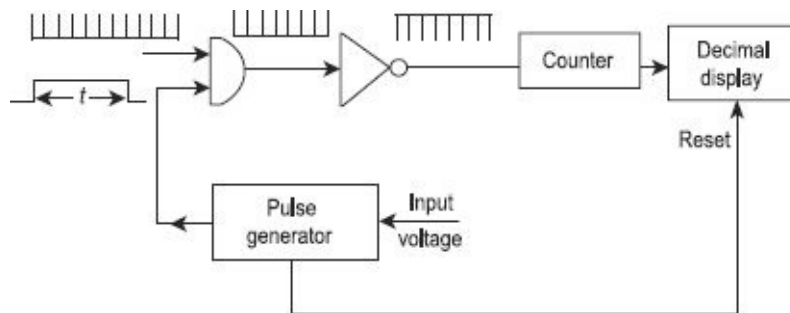 t
Counter
Decimal
display
Reset
Pulse
generator
Input
voltage